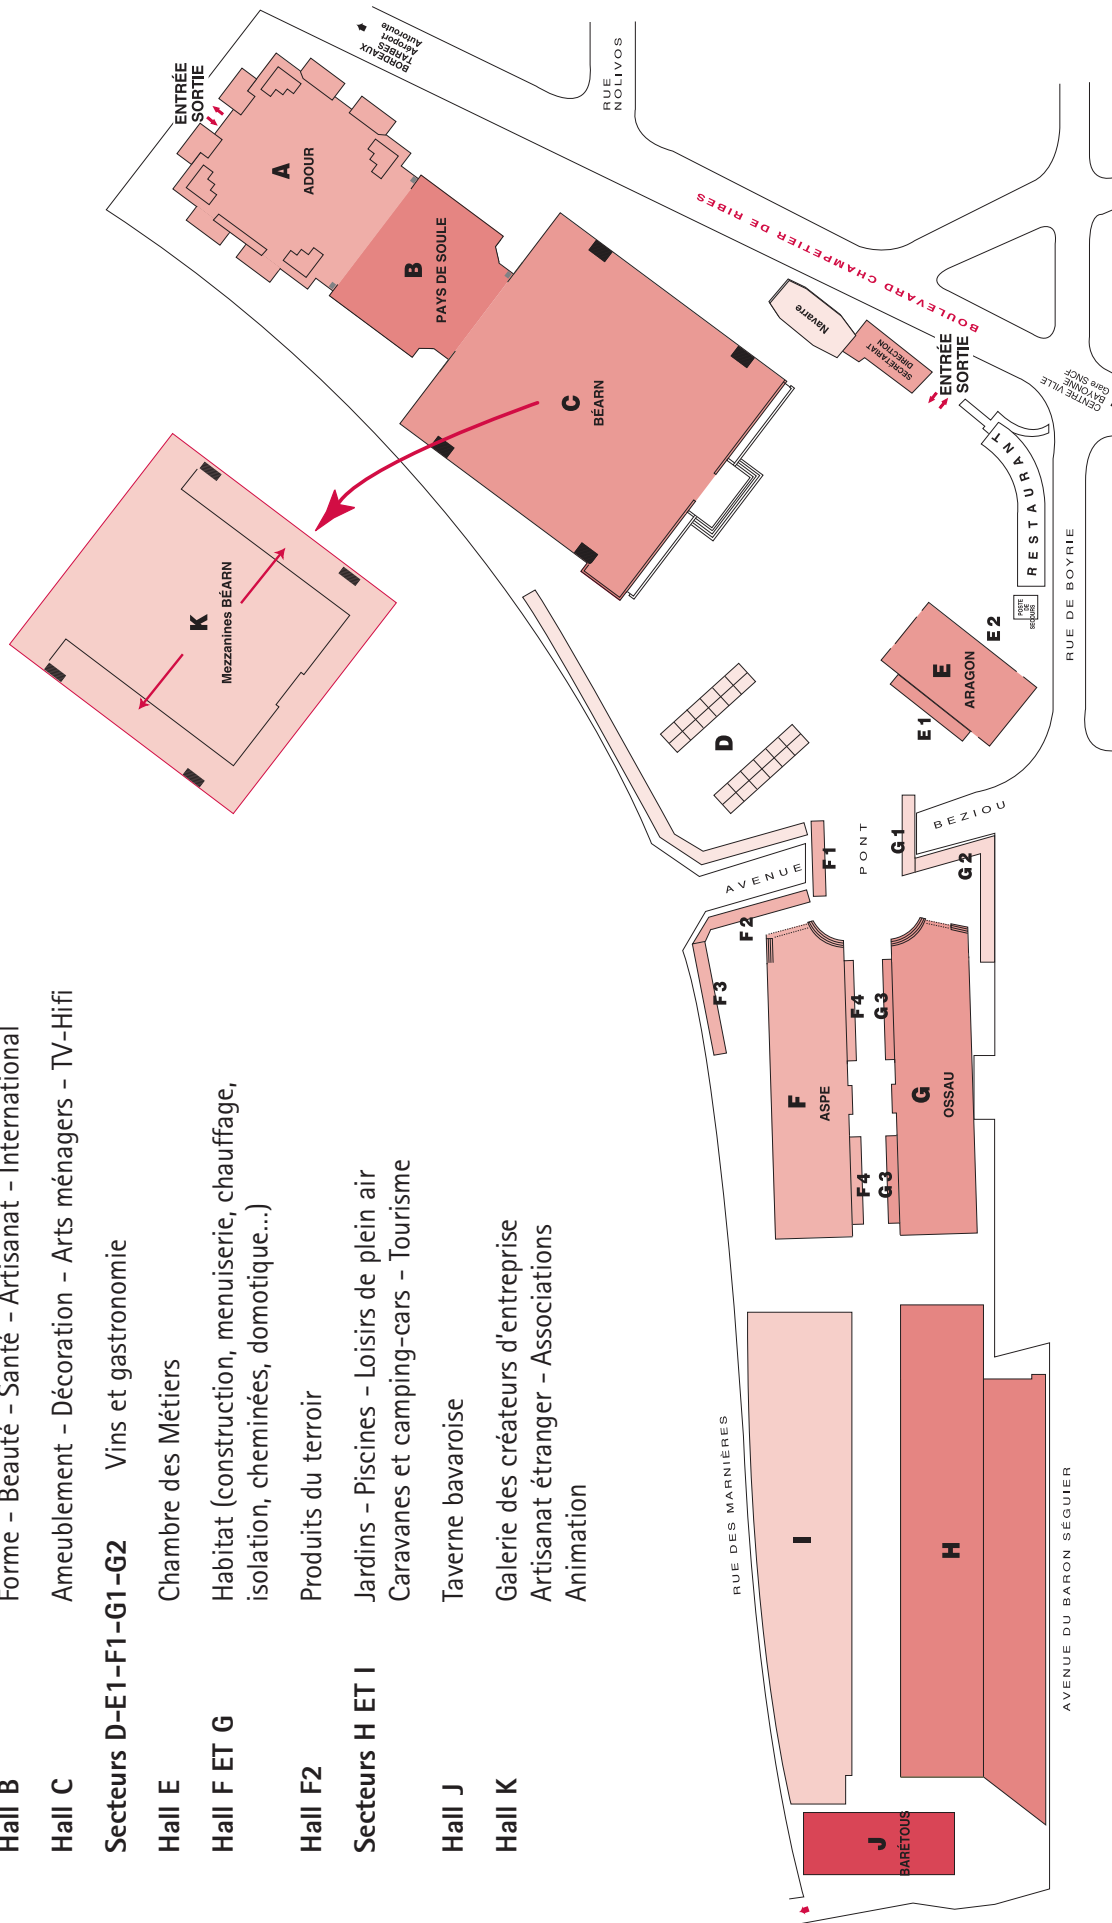 Hall B
Forme – Beauté – Santé – Artisanat – International
Hall C
Ameublement – Décoration – Arts ménagers – TV-Hifi
Secteurs D-E1-F1-G1-G2
Vins et gastronomie
Hall E
Chambre des Métiers
Hall F ET G
Habitat (construction, menuiserie, chauffage,
isolation, cheminées, domotique...)
Hall F2
Produits du terroir
Secteurs H ET I
Jardins – Piscines – Loisirs de plein air
Caravanes et camping-cars – Tourisme
Hall J
Taverne bavaroise
Hall K
Galerie des créateurs d'entreprise
Artisanat étranger – Associations
Animation
ENTRÉE
SORTIE
BORDEAUX
TARBES
Aéroport
Autoroute
RUE
NOLIVOS
A
ADOUR
B
PAYS DE SOULE
C
BÉARN
K
Mezzanines BÉARN
BOULEVARD CHAMPETIER DE RIBES
Navarre
SECRÉTARIAT
DIRECTION
ENTRÉE
SORTIE
CENTRE VILLE
BAYONNE
Gare SNCF
RESTAURANT
POSTE
DE
SECOURS
RUE DE BOYRIE
E
ARAGON
E1
E2
D
AVENUE
PONT
BEZIOU
F1
F2
F3
G1
G2
F
ASPE
F4
F4
G3
G3
G
OSSAU
RUE DES MARNIÈRES
I
H
AVENUE DU BARON SÉGUIER
J
BARÉTOUS